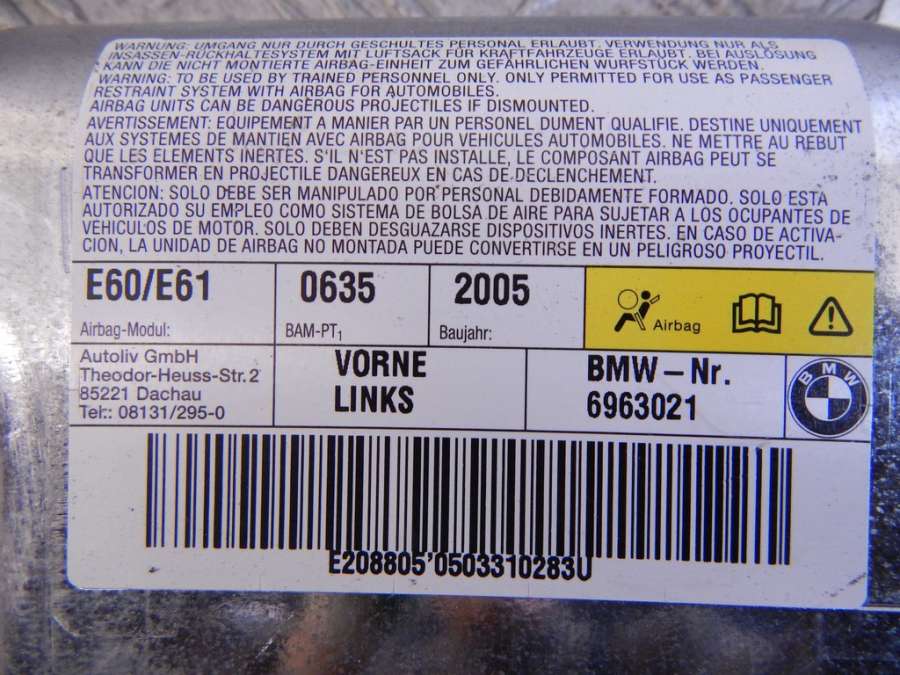 WARNUNG: UMGANG NUR DURCH GESCHULTES PERSONAL ERLAUBT. VERWENDUNG NUR ALS
INSASSEN-RÜCKHALTESYSTEM MIT LUFTSACK FÜR KRAFTFAHRZEUGE ERLAUBT. BEI AUSLÖSUNG
KANN DIE NICHT MONTIERTE AIRBAG-EINHEIT ZUM GEFÄHRLICHEN WURFSTÜCK WERDEN.
WARNING: TO BE USED BY TRAINED PERSONNEL ONLY. ONLY PERMITTED FOR USE AS PASSENGER
RESTRAINT SYSTEM WITH AIRBAG FOR AUTOMOBILES.
AIRBAG UNITS CAN BE DANGEROUS PROJECTILES IF DISMOUNTED.
AVERTISSEMENT: EQUIPEMENT A MANIER PAR UN PERSONEL DUMENT QUALIFIE. DESTINE UNIQUEMENT
AUX SYSTEMES DE MANTIEN AVEC AIRBAG POUR VEHICULES AUTOMOBILES. NE METTRE AU REBUT
QUE LES ELEMENTS INERTES. S'IL N'EST PAS INSTALLE, LE COMPOSANT AIRBAG PEUT SE
TRANSFORMER EN PROJECTILE DANGEREUX EN CAS DE DECLENCHEMENT.
ATENCION: SOLO DEBE SER MANIPULADO POR PERSONAL DEBIDAMENTE FORMADO. SOLO ESTA
AUTORIZADO SU EMPLEO COMO SISTEMA DE BOLSA DE AIRE PARA SUJETAR A LOS OCUPANTES DE
VEHICULOS DE MOTOR. SOLO DEBEN DESGUAZARSE DISPOSITIVOS INERTES. EN CASO DE ACTIVA-
CION, LA UNIDAD DE AIRBAG NO MONTADA PUEDE CONVERTIRSE EN UN PELIGROSO PROYECTIL.
E60/E61
Airbag-Modul:
0635
BAM-PT1
2005
Baujahr:
Airbag
Autoliv GmbH
Theodor-Heuss-Str.2
85221 Dachau
Tel.: 08131/295-0
VORNE
LINKS
BMW-Nr.
6963021
BMW
E208805'0503310283U